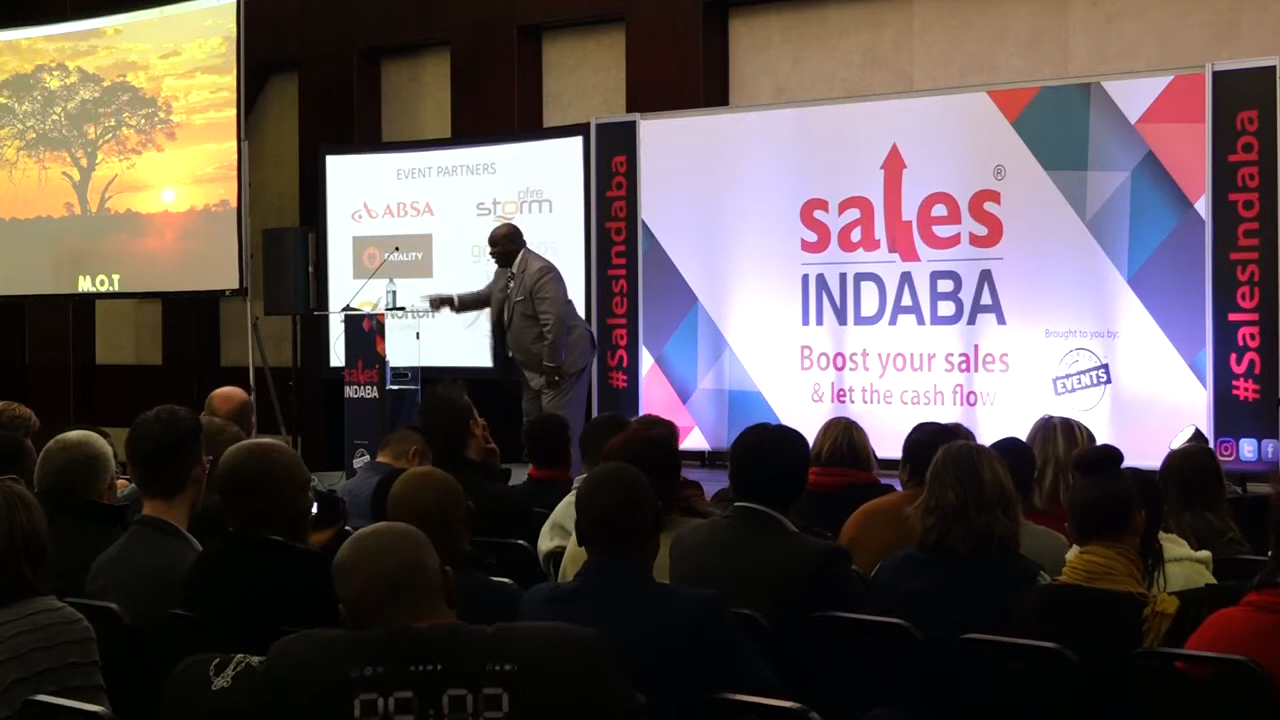 M.O.T
EVENT PARTNERS
ABSA
pfire
storm
FATALITY
Norton
sales
INDABA
#SalesIndaba
sales
®
INDABA
Boost your sales
& let the cash flow
Brought to you by:
EVENTS
#SalesIndaba